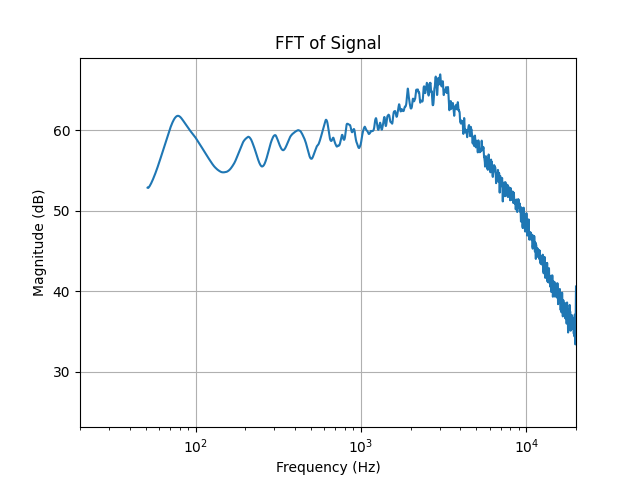 FFT of Signal
Magnitude (dB)
60
50
40
30
10²
10³
10⁴
Frequency (Hz)